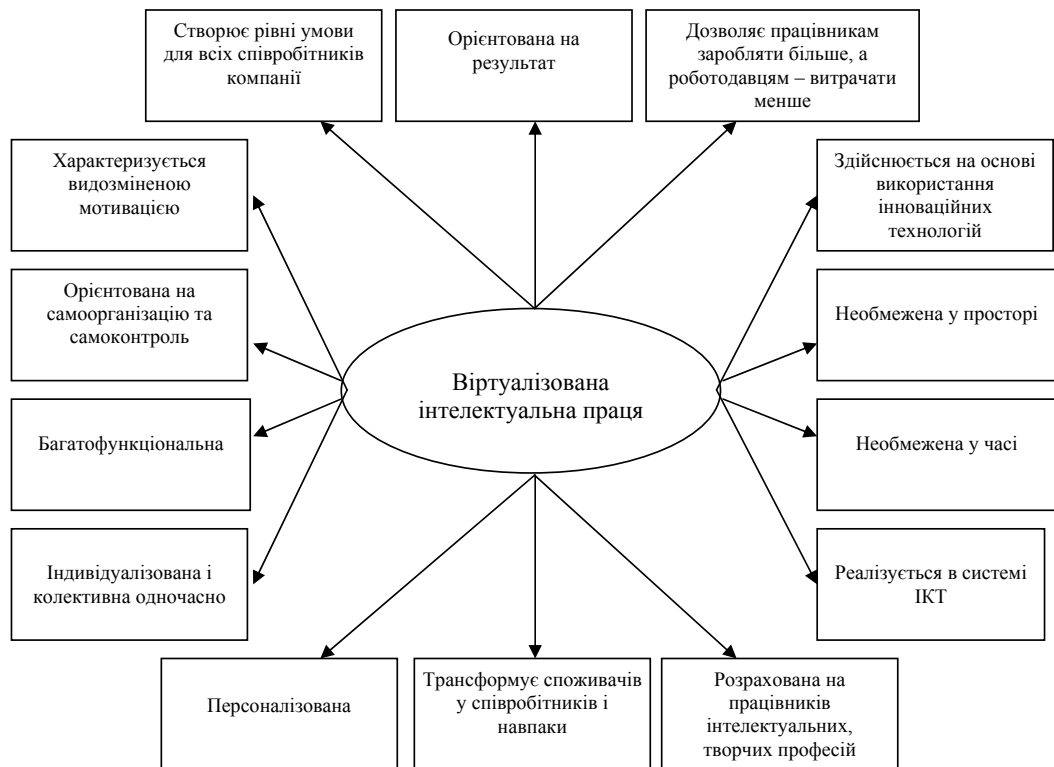 Створює рівні умови
для всіх співробітників
компанії
Орієнтована на
результат
Дозволяє працівникам
заробляти більше, а
роботодавцям – витрачати
менше
Характеризується
видозміненою
мотивацією
Здійснюється на основі
використання
інноваційних
технологій
Орієнтована на
самоорганізацію та
самоконтроль
Необмежена у просторі
Віртуалізована
інтелектуальна праця
Багатофункціональна
Необмежена у часі
Індивідуалізована і
колективна одночасно
Реалізується в системі
ІКТ
Персоналізована
Трансформує споживачів
у співробітників і
навпаки
Розрахована на
працівників
інтелектуальних,
творчих професій